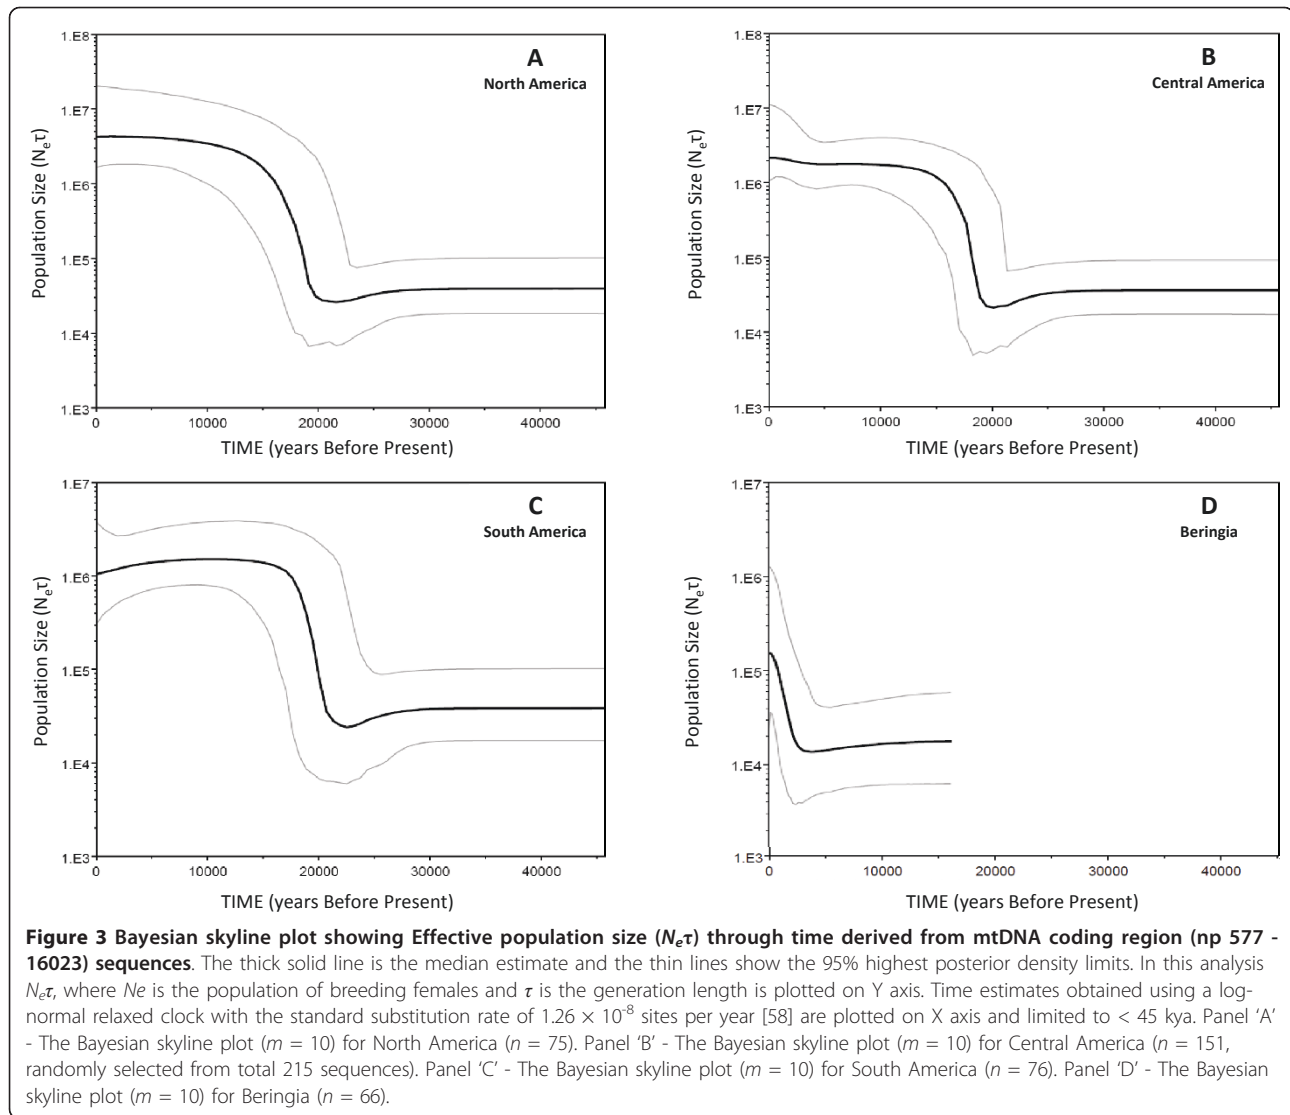 A
North America
1.E8
1.E7
1.E6
1.E5
1.E4
1.E3
Population Size (Neτ)
0 10000 20000 30000 40000
TIME (years Before Present)
B
Central America
1.E8
1.E7
1.E6
1.E5
1.E4
1.E3
Population Size (Neτ)
0 10000 20000 30000 40000
TIME (years Before Present)
C
South America
1.E7
1.E6
1.E5
1.E4
1.E3
Population Size (Neτ)
0 10000 20000 30000 40000
TIME (years Before Present)
D
Beringia
1.E7
1.E6
1.E5
1.E4
1.E3
Population Size (Neτ)
0 10000 20000 30000 40000
TIME (years Before Present)
Figure 3 Bayesian skyline plot showing Effective population size (Neτ) through time derived from mtDNA coding region (np 577 -
16023) sequences. The thick solid line is the median estimate and the thin lines show the 95% highest posterior density limits. In this analysis
Neτ, where Ne is the population of breeding females and τ is the generation length is plotted on Y axis. Time estimates obtained using a log-
normal relaxed clock with the standard substitution rate of 1.26 × 10⁻⁸ sites per year [58] are plotted on X axis and limited to < 45 kya. Panel ‘A’
- The Bayesian skyline plot (m = 10) for North America (n = 75). Panel ‘B’ - The Bayesian skyline plot (m = 10) for Central America (n = 151,
randomly selected from total 215 sequences). Panel ‘C’ - The Bayesian skyline plot (m = 10) for South America (n = 76). Panel ‘D’ - The Bayesian
skyline plot (m = 10) for Beringia (n = 66).